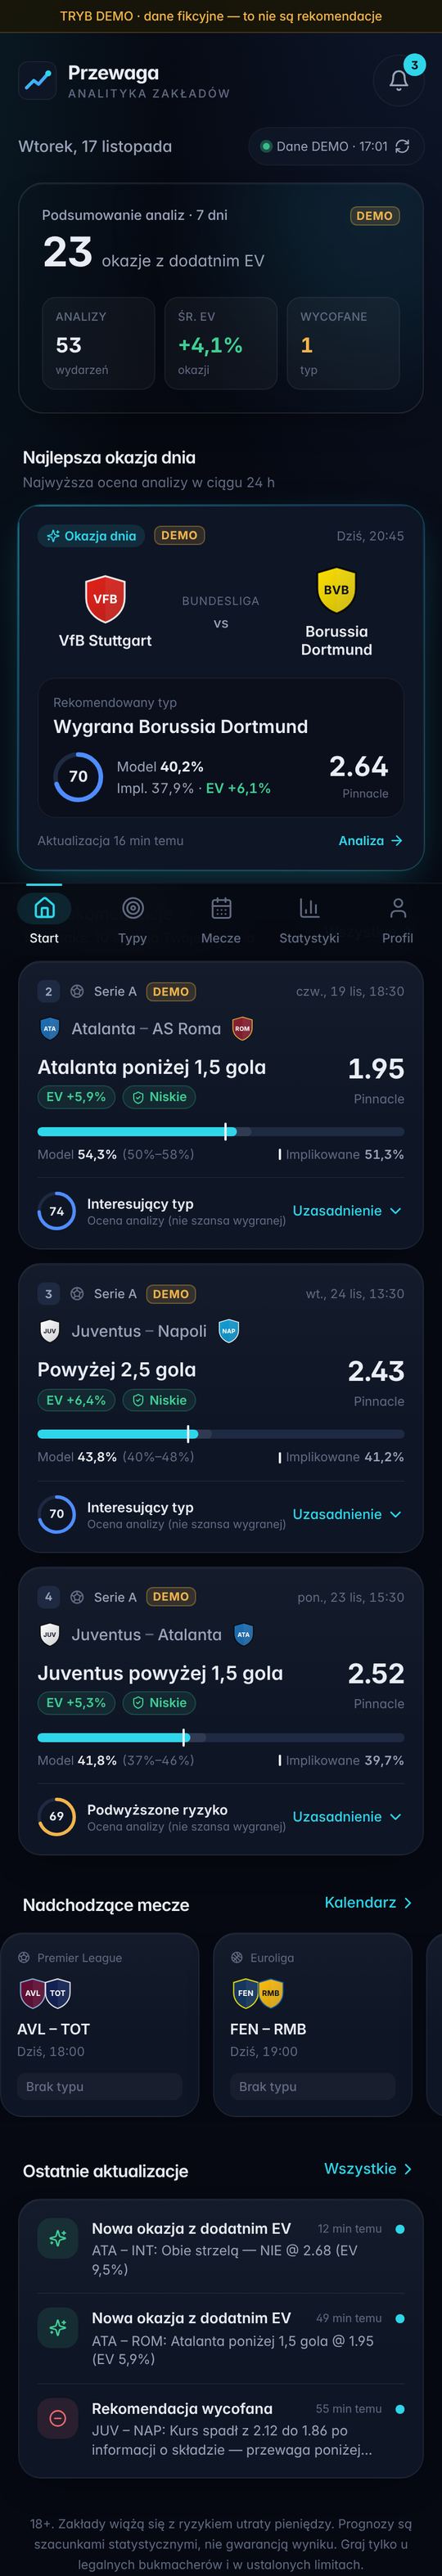 TRYB DEMO · dane fikcyjne — to nie są rekomendacje
Przewaga
ANALITYKA ZAKŁADÓW
3
Wtorek, 17 listopada
Dane DEMO · 17:01
Podsumowanie analiz · 7 dni
DEMO
23 okazje z dodatnim EV
ANALIZY
53
wydarzeń
ŚR. EV
+4,1%
okazji
WYCOFANE
1
typ
Najlepsza okazja dnia
Najwyższa ocena analizy w ciągu 24 h
Okazja dnia
DEMO
Dziś, 20:45
VFB
VfB Stuttgart
BUNDESLIGA
vs
BVB
Borussia
Dortmund
Rekomendowany typ
Wygrana Borussia Dortmund
70
Model 40,2%
Impl. 37,9% · EV +6,1%
2.64
Pinnacle
Aktualizacja 16 min temu
Analiza
Start
Typy
Mecze
Statystyki
Profil
2
Serie A
DEMO
czw., 19 lis, 18:30
ATA
Atalanta – AS Roma
ROM
Atalanta poniżej 1,5 gola
1.95
EV +5,9%
Niskie
Pinnacle
Model 54,3% (50%–58%)
Implikowane 51,3%
74
Interesujący typ
Ocena analizy (nie szansa wygranej)
Uzasadnienie
3
Serie A
DEMO
wt., 24 lis, 13:30
JUV
Juventus – Napoli
NAP
Powyżej 2,5 gola
2.43
EV +6,4%
Niskie
Pinnacle
Model 43,8% (40%–48%)
Implikowane 41,2%
70
Interesujący typ
Ocena analizy (nie szansa wygranej)
Uzasadnienie
4
Serie A
DEMO
pon., 23 lis, 15:30
JUV
Juventus – Atalanta
ATA
Juventus powyżej 1,5 gola
2.52
EV +5,3%
Niskie
Pinnacle
Model 41,8% (37%–46%)
Implikowane 39,7%
69
Podwyższone ryzyko
Ocena analizy (nie szansa wygranej)
Uzasadnienie
Nadchodzące mecze
Kalendarz
Premier League
AVL
TOT
AVL – TOT
Dziś, 18:00
Brak typu
Euroliga
FEN
RMB
FEN – RMB
Dziś, 19:00
Brak typu
Ostatnie aktualizacje
Wszystkie
Nowa okazja z dodatnim EV
12 min temu
ATA – INT: Obie strzelą — NIE @ 2.68 (EV
9,5%)
Nowa okazja z dodatnim EV
49 min temu
ATA – ROM: Atalanta poniżej 1,5 gola @ 1.95
(EV 5,9%)
Rekomendacja wycofana
55 min temu
JUV – NAP: Kurs spadł z 2.12 do 1.86 po
informacji o składzie — przewaga poniżej...
18+. Zakłady wiążą się z ryzykiem utraty pieniędzy. Prognozy są
szacunkami statystycznymi, nie gwarancją wyniku. Graj tylko u
legalnych bukmacherów i w ustalonych limitach.